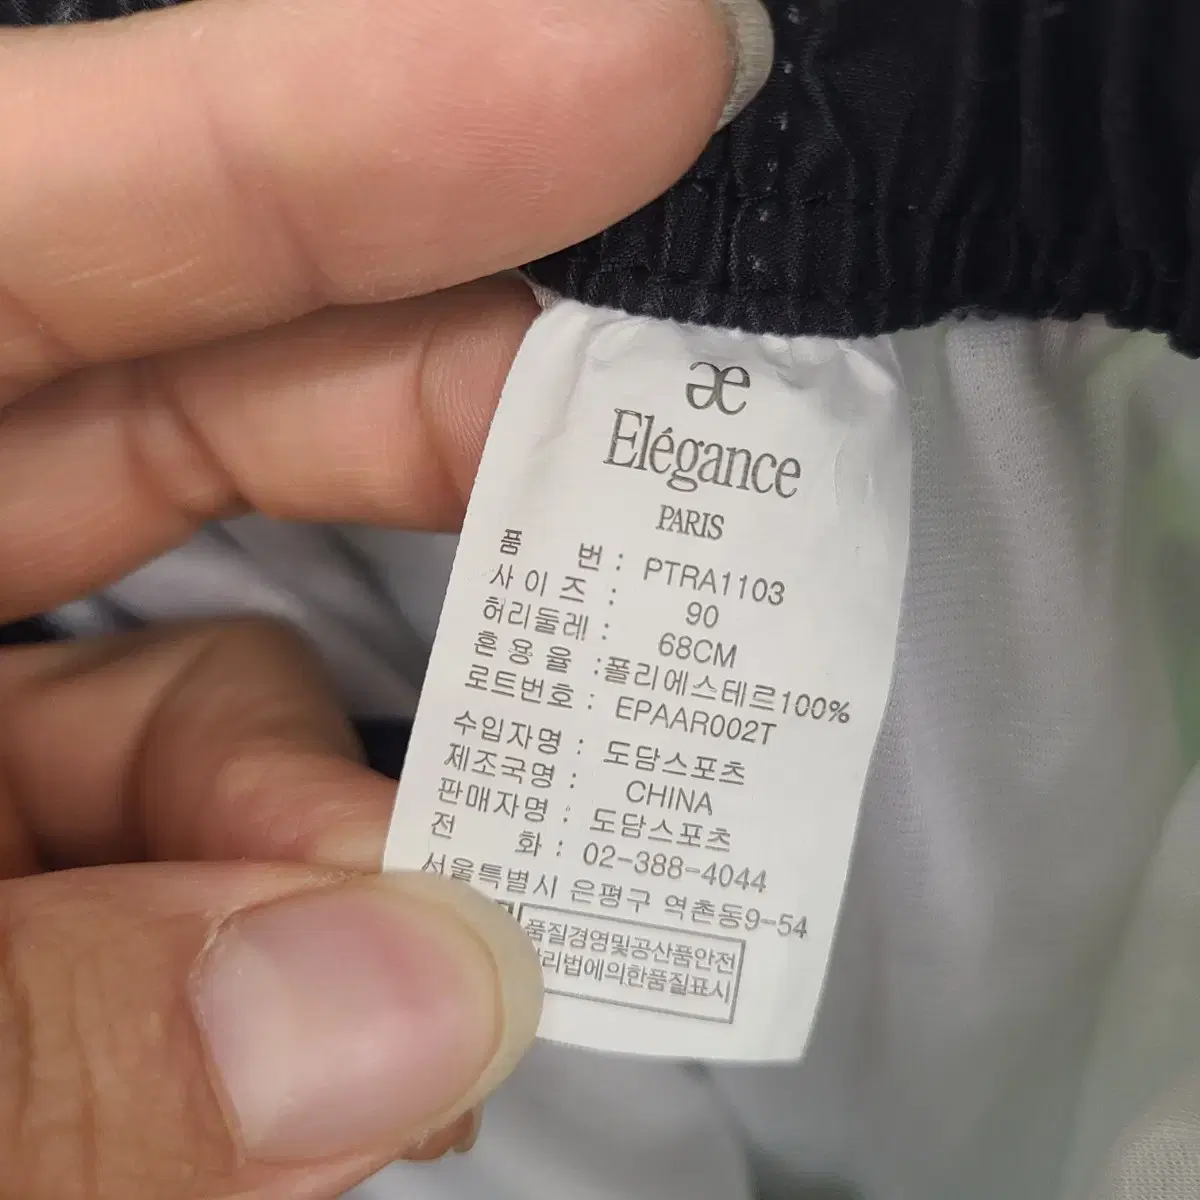 æ
Elégance
PARIS
품 번 : PTRA1103
사이즈 : 90
허리둘레 : 68CM
혼용율 : 폴리에스테르100%
로트번호 : EPAAR002T
수입자명 : 도담스포츠
제조국명 : CHINA
판매자명 : 도담스포츠
전 화 : 02-388-4044
서울특별시 은평구 역촌동9-54
품질경영및공산품안전
리법에의한품질표시